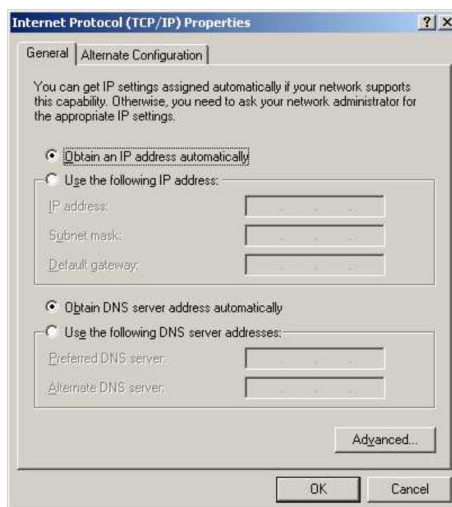 Internet Protocol (TCP/IP) Properties
General
Alternate Configuration
You can get IP settings assigned automatically if your network supports
this capability. Otherwise, you need to ask your network administrator for
the appropriate IP settings.
Obtain an IP address automatically
Use the following IP address:
IP address:
Subnet mask:
Default gateway:
Obtain DNS server address automatically
Use the following DNS server addresses:
Preferred DNS server:
Alternate DNS server:
Advanced...
OK
Cancel